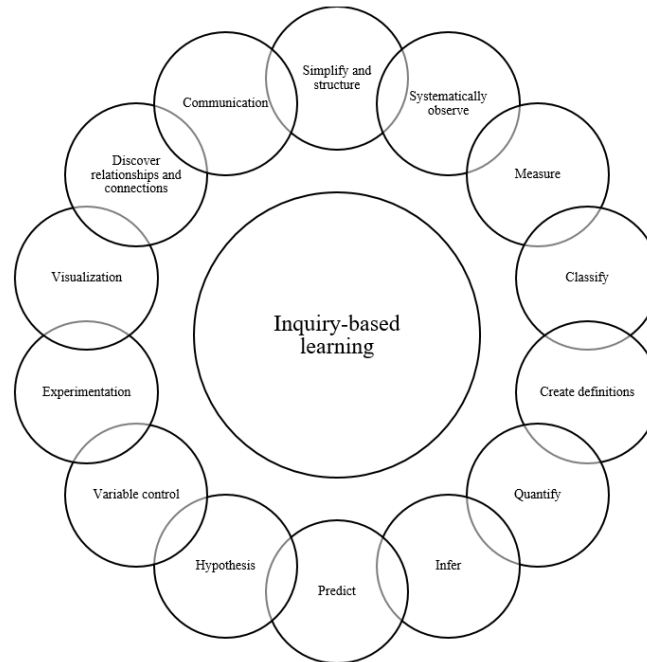 Simplify and
structure
Systematically
observe
Measure
Classify
Create definitions
Quantify
Infer
Predict
Hypothesis
Variable control
Experimentation
Visualization
Discover
relationships and
connections
Communication
Inquiry-based
learning